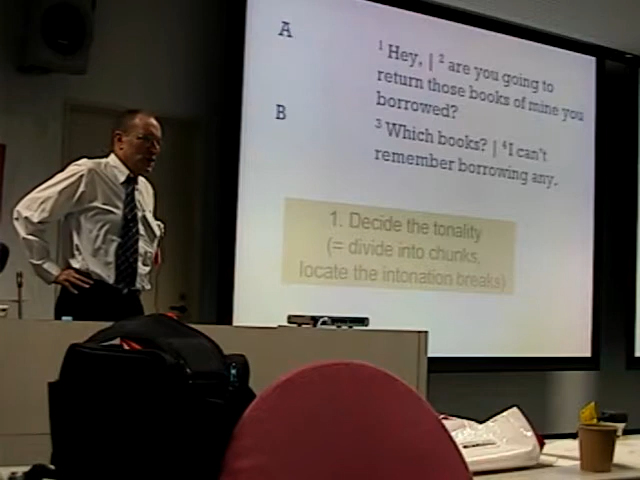 A
¹ Hey, | ² are you going to
return those books of mine you
borrowed?
B
³ Which books? | ⁴ I can't
remember borrowing any.
1. Decide the tonality
(= divide into chunks,
locate the intonation breaks)